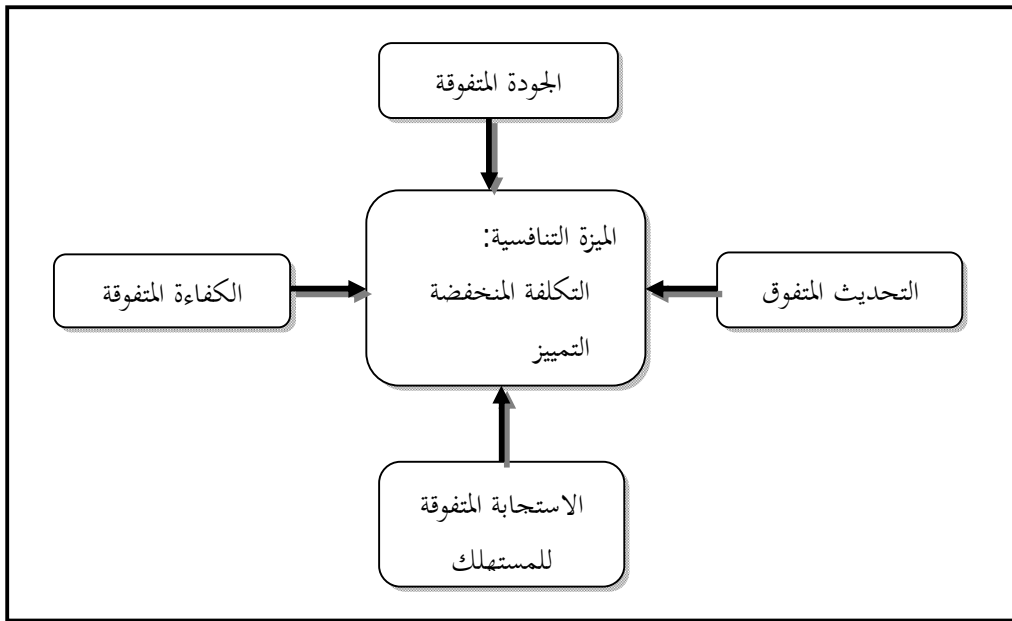 الجودة المتفوقة
الميزة التنافسية:
التكلفة المنخفضة
التمييز
التحديث المتفوق
الكفاءة المتفوقة
الاستجابة المتفوقة
للمستهلك